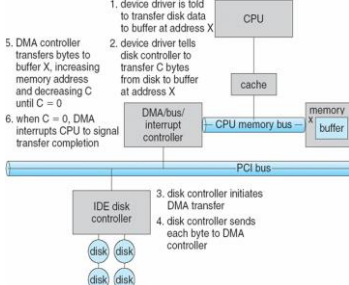 1. device driver is told
to transfer disk data
to buffer at address X
CPU
5. DMA controller
transfers bytes to
buffer X, increasing
memory address
and decreasing C
until C = 0
2. device driver tells
disk controller to
transfer C bytes
from disk to buffer
at address X
cache
6. when C = 0, DMA
interrupts CPU to signal
transfer completion
DMA/bus/
interrupt
controller
CPU memory bus
memory
x
buffer
PCI bus
IDE disk
controller
3. disk controller initiates
DMA transfer
4. disk controller sends
each byte to DMA
controller
disk
disk
disk
disk